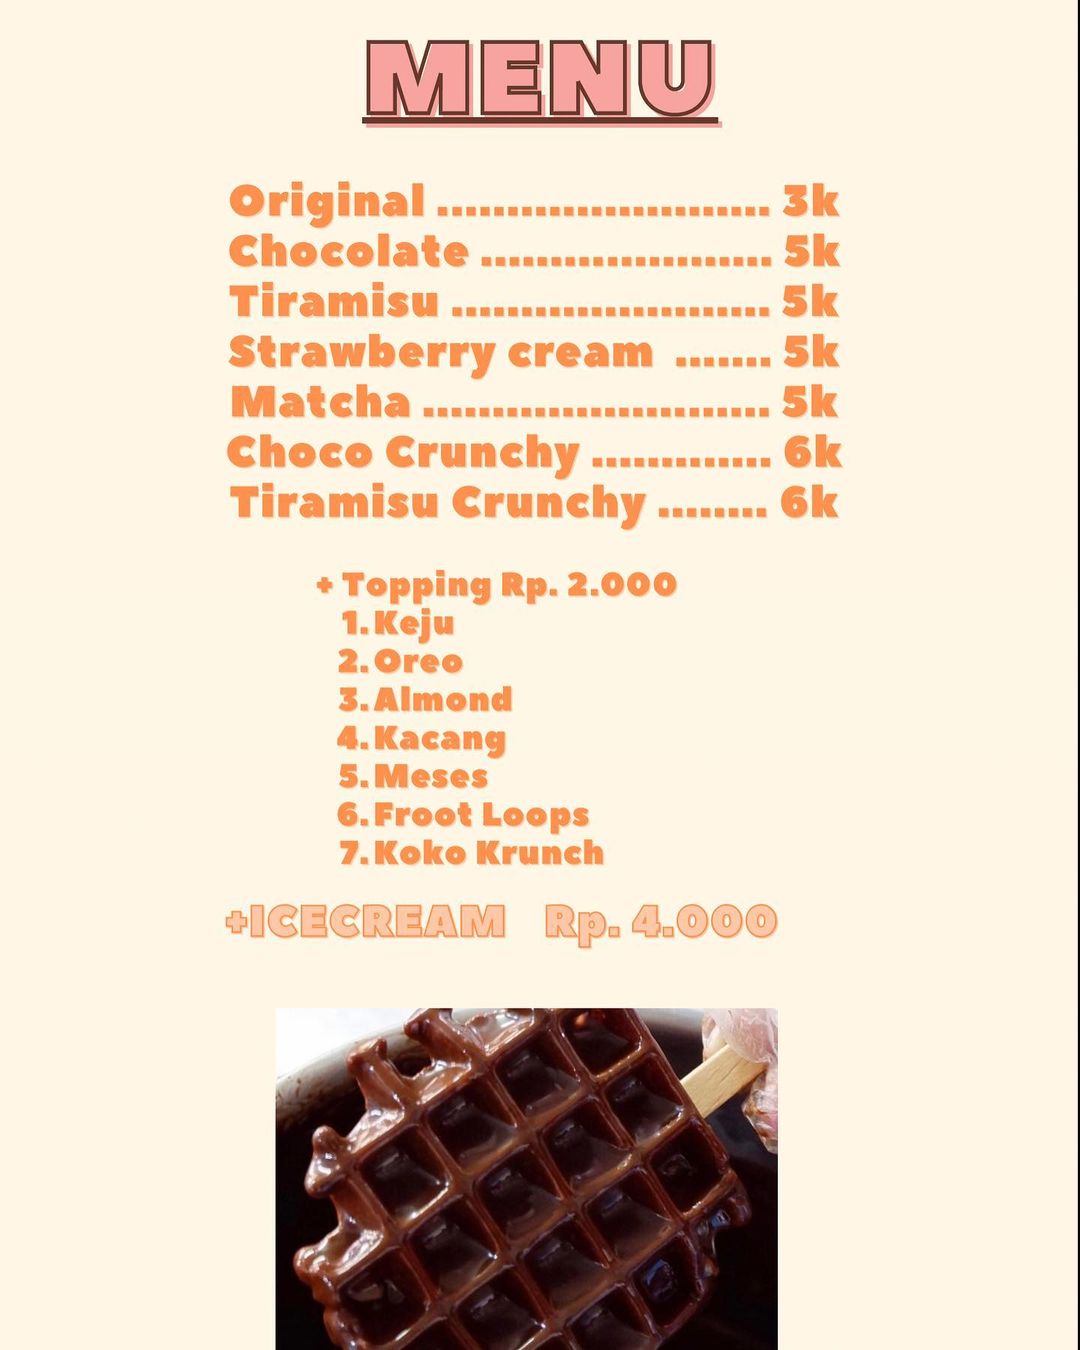 MENU
Original ........................ 3k
Chocolate ..................... 5k
Tiramisu ....................... 5k
Strawberry cream ....... 5k
Matcha ......................... 5k
Choco Crunchy ............. 6k
Tiramisu Crunchy ........ 6k
+ Topping Rp. 2.000
1. Keju
2. Oreo
3. Almond
4. Kacang
5. Meses
6. Froot Loops
7. Koko Krunch
+ICECREAM Rp. 4.000